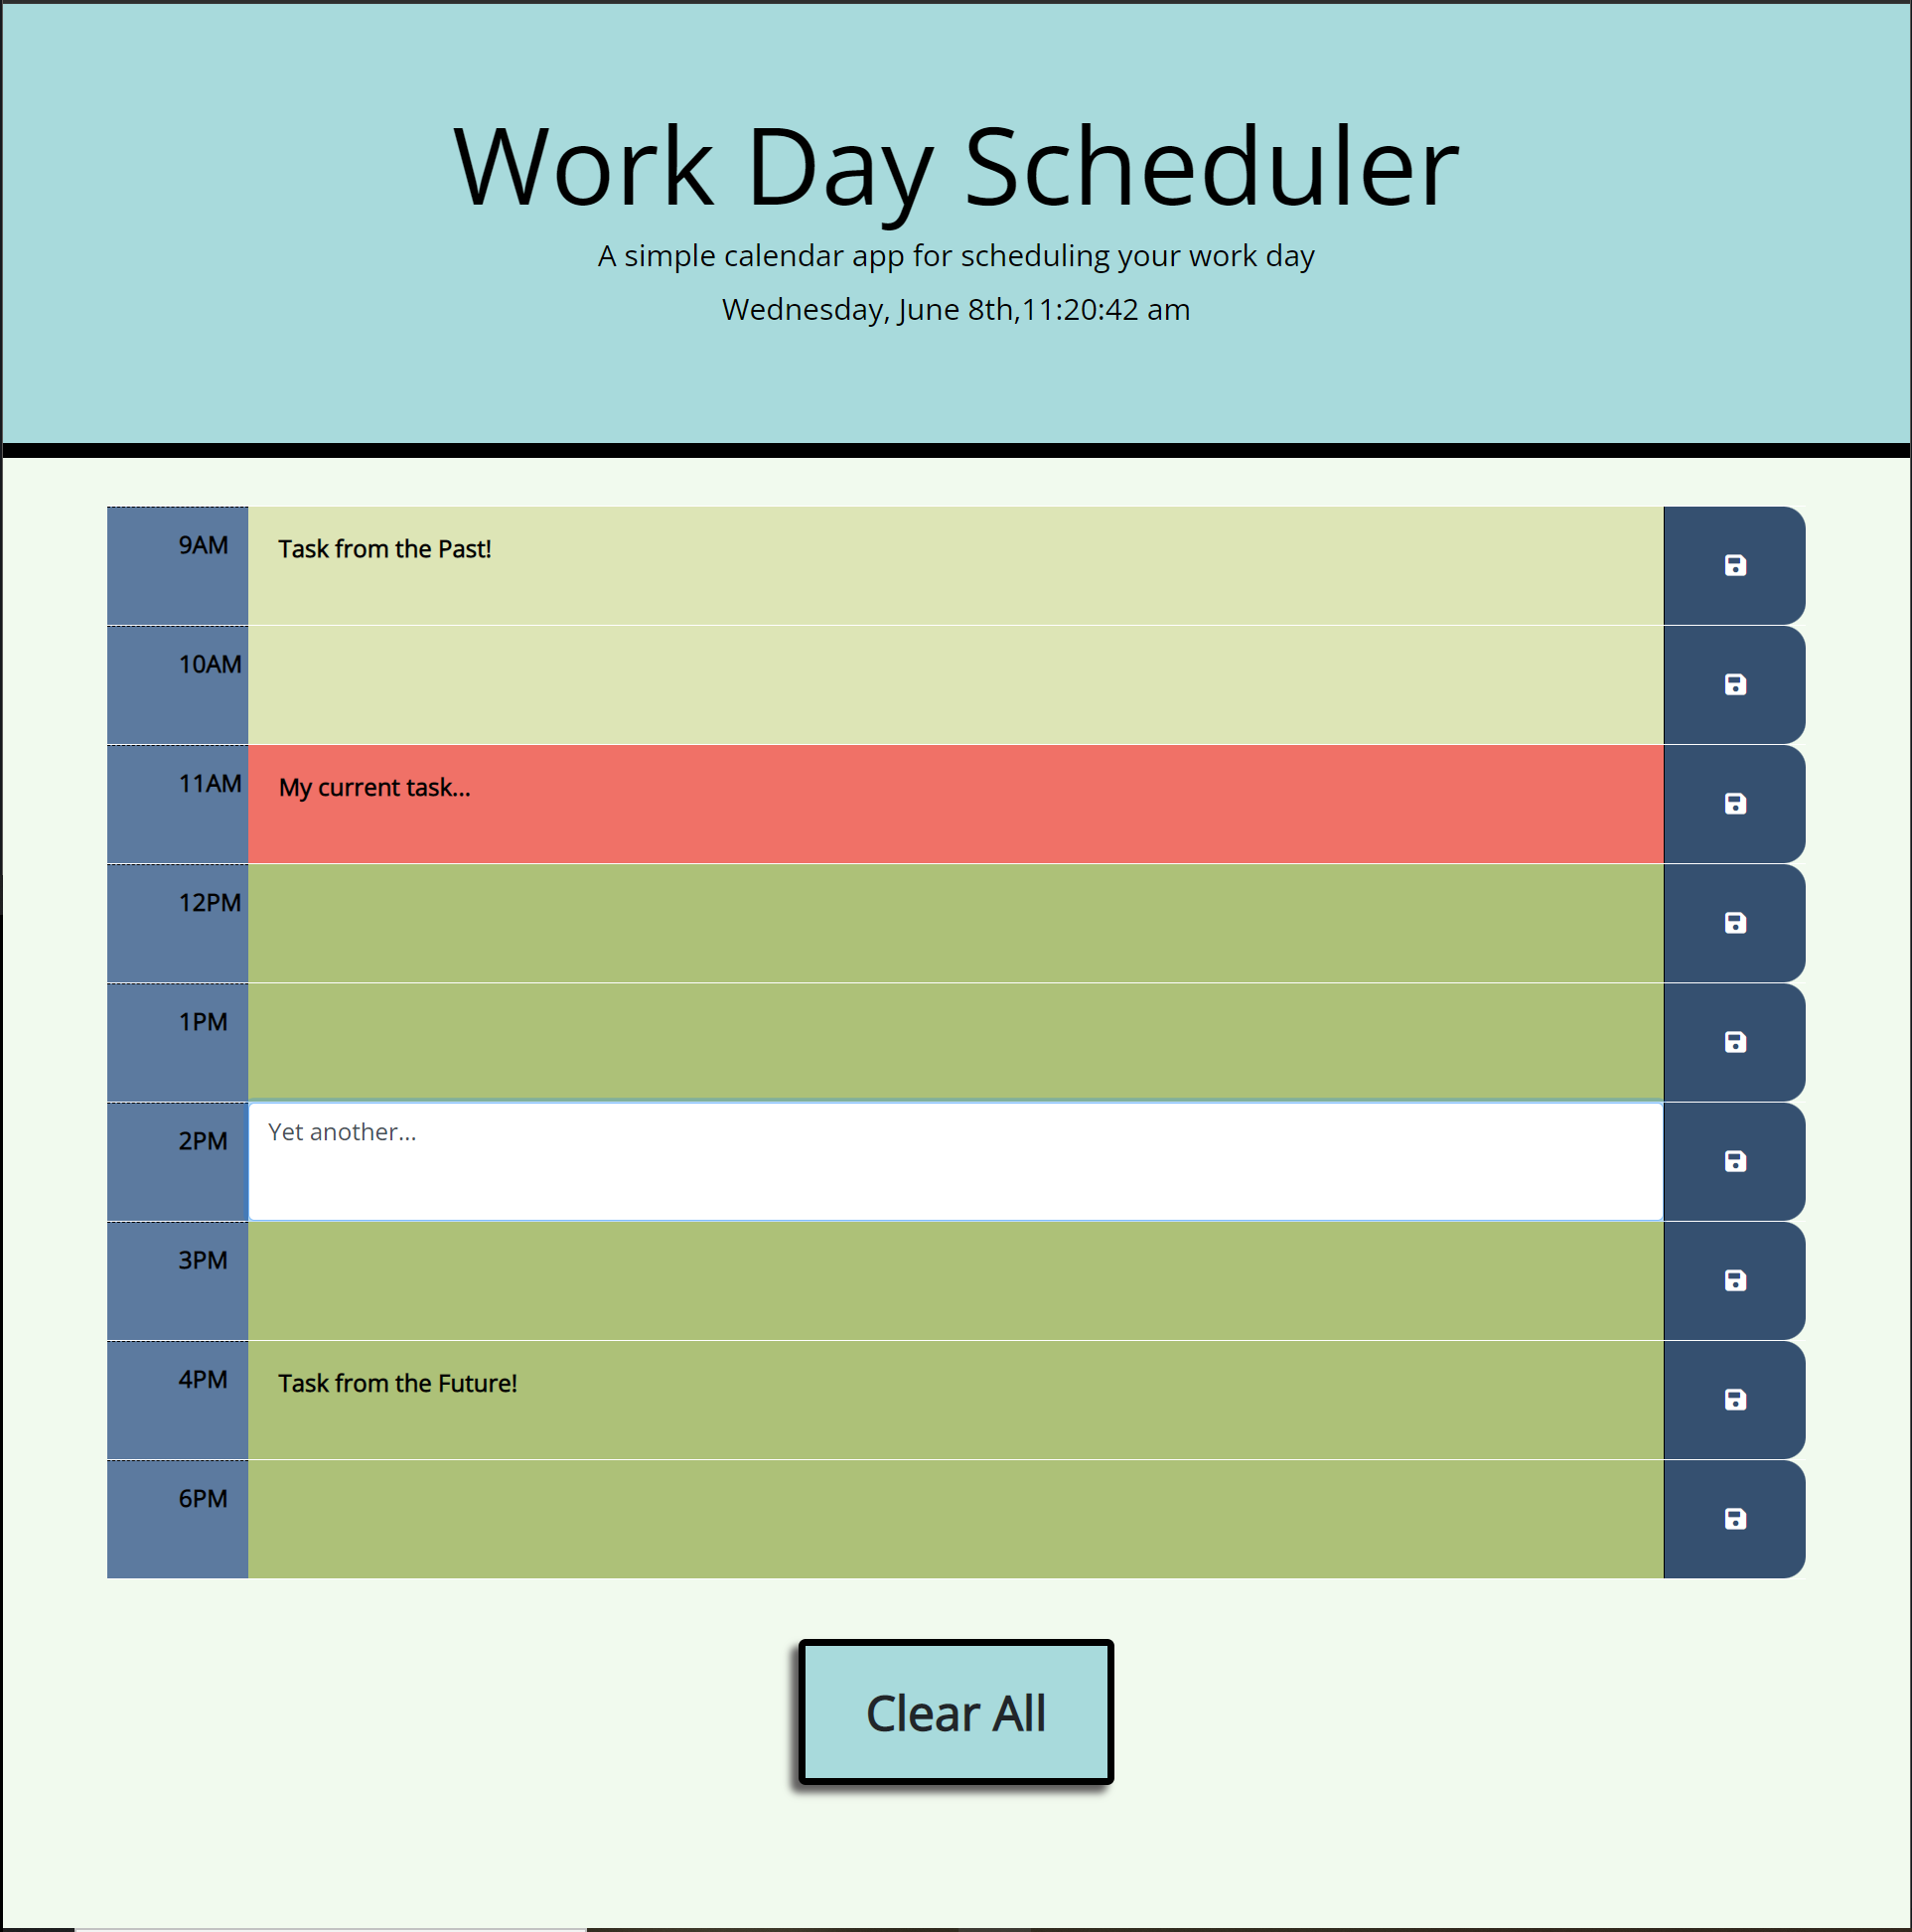 Work Day Scheduler
A simple calendar app for scheduling your work day
Wednesday, June 8th,11:20:42 am
9AM Task from the Past!
10AM
11AM My current task...
12PM
1PM
2PM Yet another...
3PM
4PM Task from the Future!
6PM
Clear All